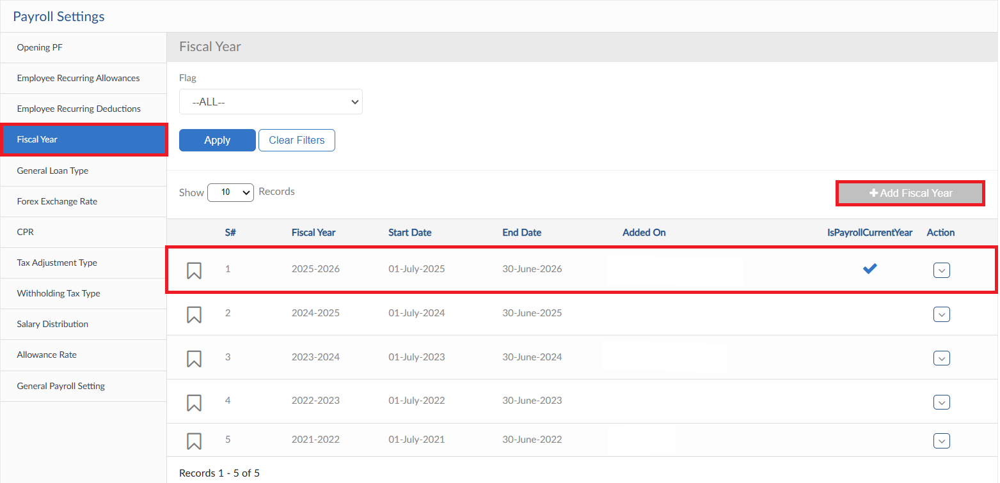 Payroll Settings
Opening PF
Employee Recurring Allowances
Employee Recurring Deductions
Fiscal Year
General Loan Type
Forex Exchange Rate
CPR
Tax Adjustment Type
Withholding Tax Type
Salary Distribution
Allowance Rate
General Payroll Setting
Fiscal Year
Flag
--ALL--
Apply Clear Filters
Show 10 Records
Add Fiscal Year
S# Fiscal Year Start Date End Date Added On IsPayrollCurrentYear Action
1 2025-2026 01-July-2025 30-June-2026
2 2024-2025 01-July-2024 30-June-2025
3 2023-2024 01-July-2023 30-June-2024
4 2022-2023 01-July-2022 30-June-2023
5 2021-2022 01-July-2021 30-June-2022
Records 1 - 5 of 5